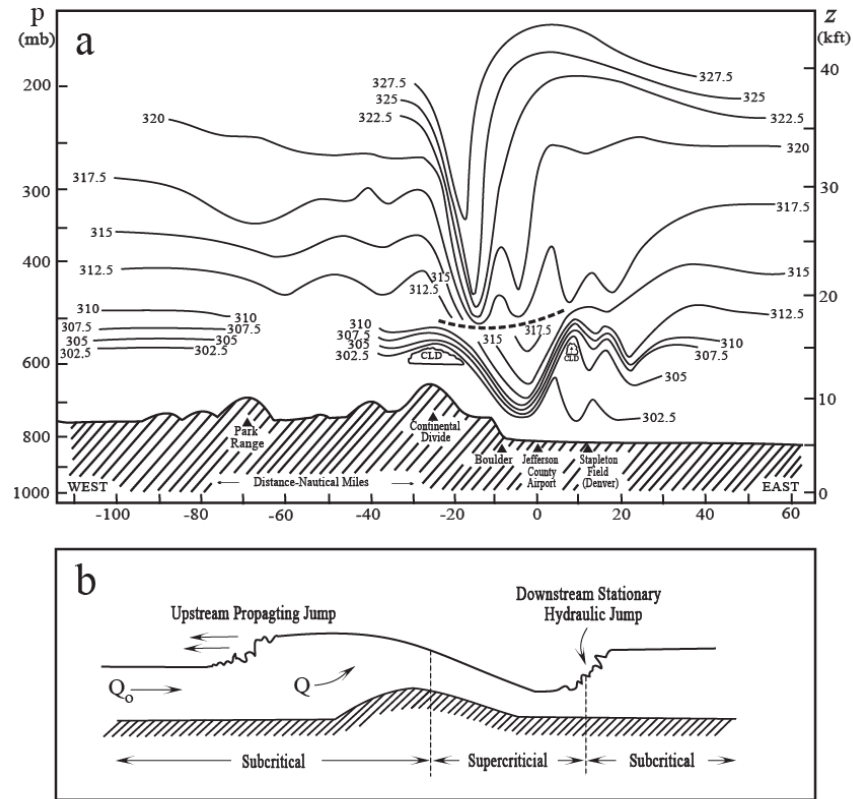 p
(mb)
a
z
(kft)
200
300
400
600
800
1000
40
30
20
10
0
327.5
325
322.5
320
317.5
315
312.5
310
310
307.5
307.5
305
305
302.5
302.5
315
312.5
310
307.5
305
302.5
CLD
317.5
315
CLD
327.5
325
322.5
320
317.5
315
312.5
310
307.5
305
302.5
Park
Range
Continental
Divide
Boulder
Jefferson
County
Airport
Stapleton
Field
(Denver)
WEST
Distance-Nautical Miles
EAST
-100 -80 -60 -40 -20 0 20 40 60
b
Upstream Propagting Jump
Downstream Stationary
Hydraulic Jump
Qo
Q
Subcritical
Supercriticial
Subcritical